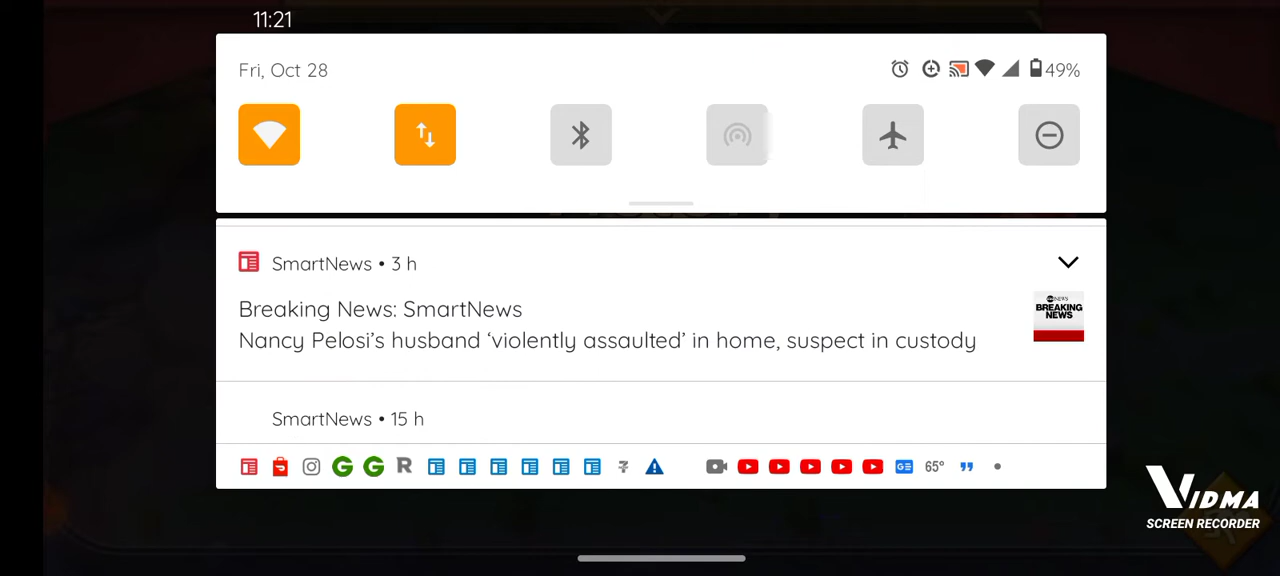 11:21
Fri, Oct 28
49%
SmartNews • 3 h
Breaking News: SmartNews
Nancy Pelosi's husband ‘violently assaulted’ in home, suspect in custody
NEWS
BREAKING
NEWS
SmartNews • 15 h
65°
VIDMA
SCREEN RECORDER